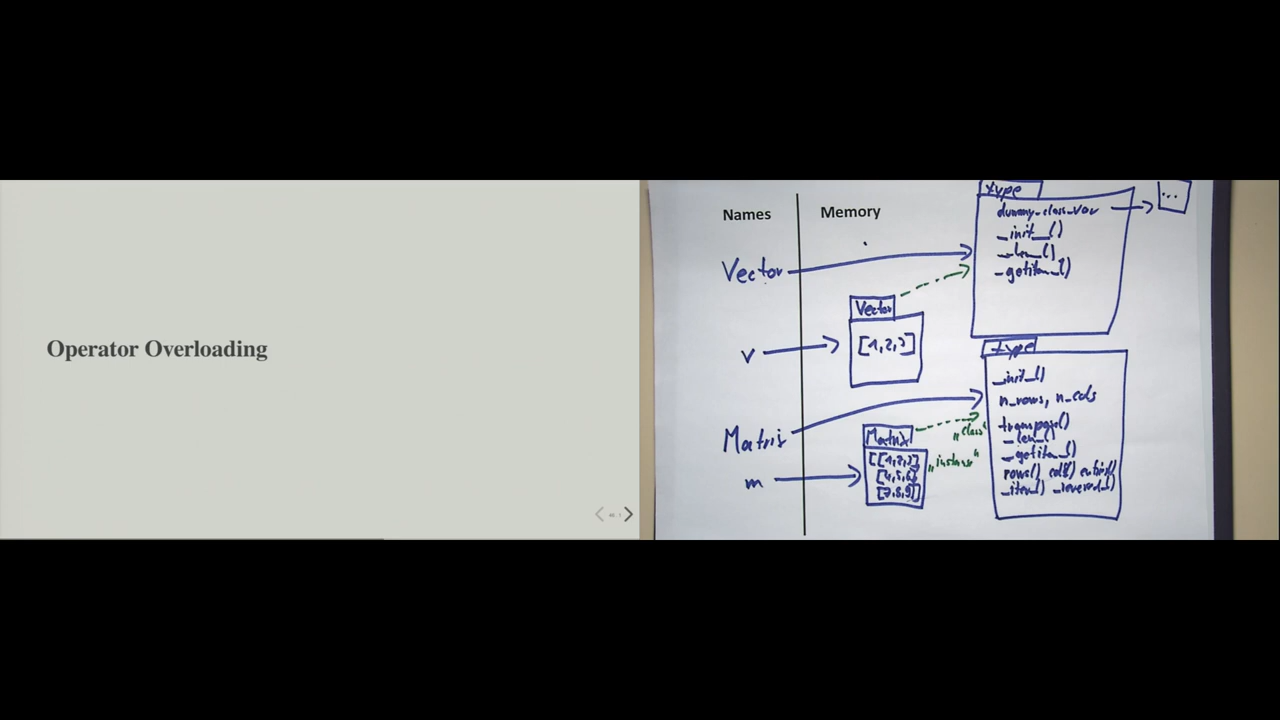 Operator Overloading
Names
Memory
type
dummy_class_var
...
__init__()
__len__()
__getitem__()
Vector
Vector
v
[1,2,3]
type
__init__()
n_rows, n_cols
transpose()
__len__()
__getitem__()
rows() cols() entries()
__iter__() __reversed__()
Matrix
Matrix
"class"
"instance"
m
[[1,2,3]
[4,5,6]
[7,8,9]]